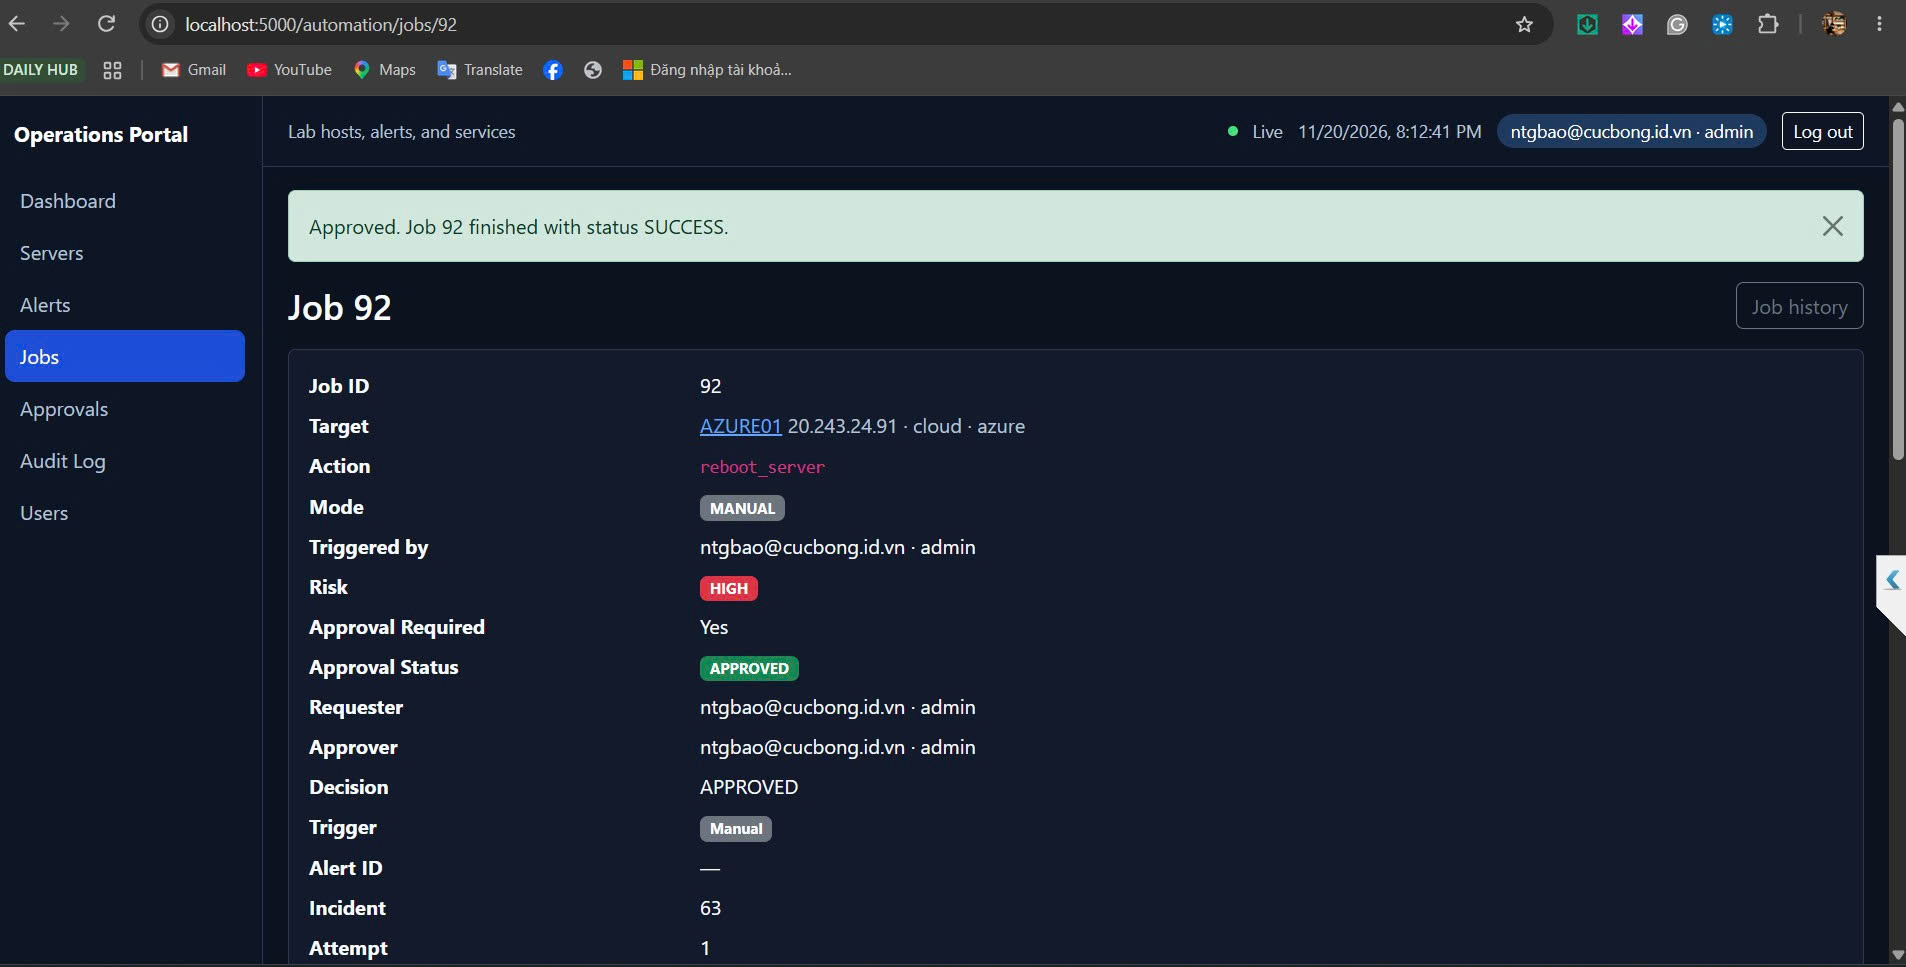 localhost:5000/automation/jobs/92
DAILY HUB Gmail YouTube Maps Translate Đăng nhập tài khoả...
Operations Portal
Lab hosts, alerts, and services
Live 11/20/2026, 8:12:41 PM ntgbao@cucbong.id.vn · admin Log out
Dashboard
Servers
Alerts
Jobs
Approvals
Audit Log
Users
Approved. Job 92 finished with status SUCCESS.
Job 92
Job history
Job ID 92
Target AZURE01 20.243.24.91 · cloud · azure
Action reboot_server
Mode MANUAL
Triggered by ntgbao@cucbong.id.vn · admin
Risk HIGH
Approval Required Yes
Approval Status APPROVED
Requester ntgbao@cucbong.id.vn · admin
Approver ntgbao@cucbong.id.vn · admin
Decision APPROVED
Trigger Manual
Alert ID —
Incident 63
Attempt 1